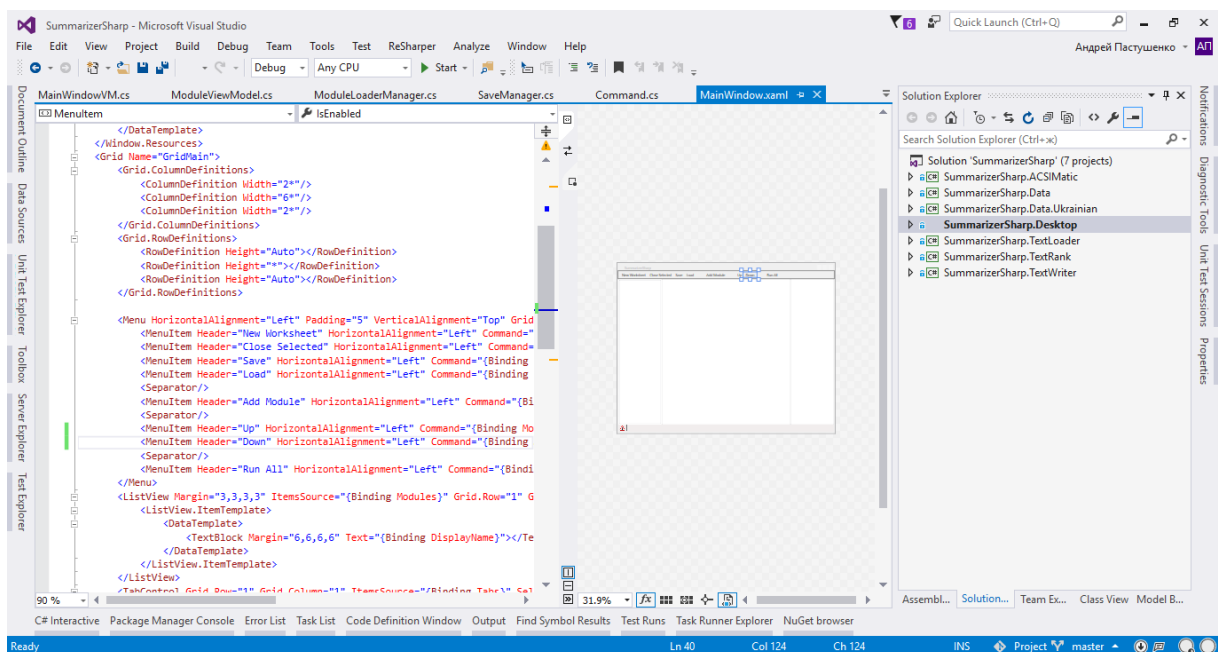 SummarizerSharp - Microsoft Visual Studio
6
Quick Launch (Ctrl+Q)
File Edit View Project Build Debug Team Tools Test ReSharper Analyze Window Help
Андрей Пастушенко
АП
Debug Any CPU Start
MainWindowVM.cs ModuleViewModel.cs ModuleLoaderManager.cs SaveManager.cs Command.cs MainWindow.xaml
MenuItem IsEnabled
</DataTemplate>
</Window.Resources>
<Grid Name="GridMain">
<Grid.ColumnDefinitions>
<ColumnDefinition Width="2*"/>
<ColumnDefinition Width="6*"/>
<ColumnDefinition Width="2*"/>
</Grid.ColumnDefinitions>
<Grid.RowDefinitions>
<RowDefinition Height="Auto"></RowDefinition>
<RowDefinition Height="*"></RowDefinition>
<RowDefinition Height="Auto"></RowDefinition>
</Grid.RowDefinitions>
<Menu HorizontalAlignment="Left" Padding="5" VerticalAlignment="Top" Grid
<MenuItem Header="New Worksheet" HorizontalAlignment="Left" Command="
<MenuItem Header="Close Selected" HorizontalAlignment="Left" Command=
<MenuItem Header="Save" HorizontalAlignment="Left" Command="{Binding
<MenuItem Header="Load" HorizontalAlignment="Left" Command="{Binding
<Separator/>
<MenuItem Header="Add Module" HorizontalAlignment="Left" Command="{Bi
<Separator/>
<MenuItem Header="Up" HorizontalAlignment="Left" Command="{Binding Mo
<MenuItem Header="Down" HorizontalAlignment="Left" Command="{Binding
<Separator/>
<MenuItem Header="Run All" HorizontalAlignment="Left" Command="{Bindi
</Menu>
<ListView Margin="3,3,3,3" ItemsSource="{Binding Modules}" Grid.Row="1" G
<ListView.ItemTemplate>
<DataTemplate>
<TextBlock Margin="6,6,6,6" Text="{Binding DisplayName}"></Te
</DataTemplate>
</ListView.ItemTemplate>
</ListView>
<TabControl Grid.Row="1" Grid.Column="1" ItemsSource="{Binding Tabs}" Sel
90 %
31.9%
Document Outline
Data Sources
Unit Test Explorer
Toolbox
Server Explorer
Test Explorer
Solution Explorer
Search Solution Explorer (Ctrl+ж)
Solution 'SummarizerSharp' (7 projects)
SummarizerSharp.ACSIMatic
SummarizerSharp.Data
SummarizerSharp.Data.Ukrainian
SummarizerSharp.Desktop
SummarizerSharp.TextLoader
SummarizerSharp.TextRank
SummarizerSharp.TextWriter
Assembl... Solution... Team Ex... Class View Model B...
Notifications
Diagnostic Tools
Unit Test Sessions
Properties
C# Interactive Package Manager Console Error List Task List Code Definition Window Output Find Symbol Results Test Runs Task Runner Explorer NuGet browser
Ready Ln 40 Col 124 Ch 124 INS Project master